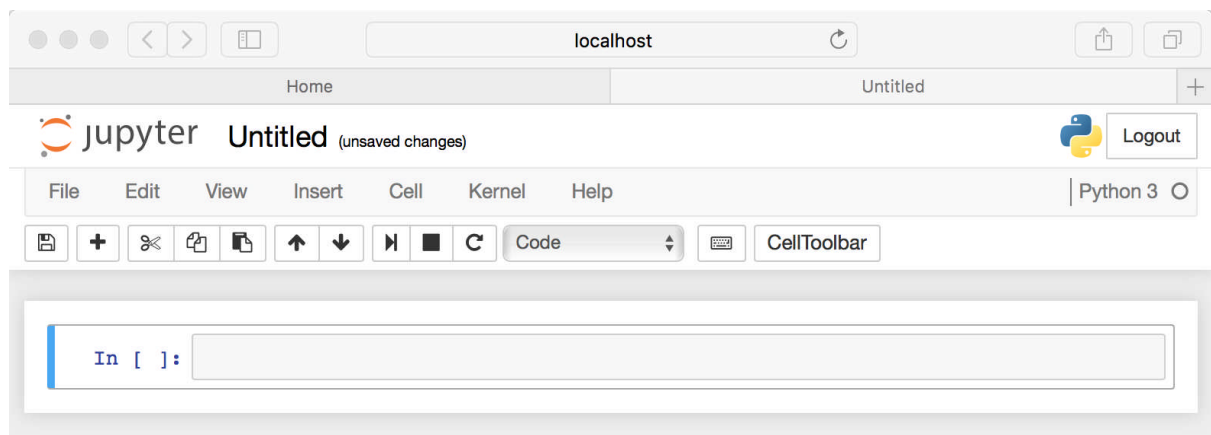 localhost
Home Untitled
jupyter Untitled (unsaved changes) Logout
File Edit View Insert Cell Kernel Help Python 3
Code CellToolbar
In [ ]: